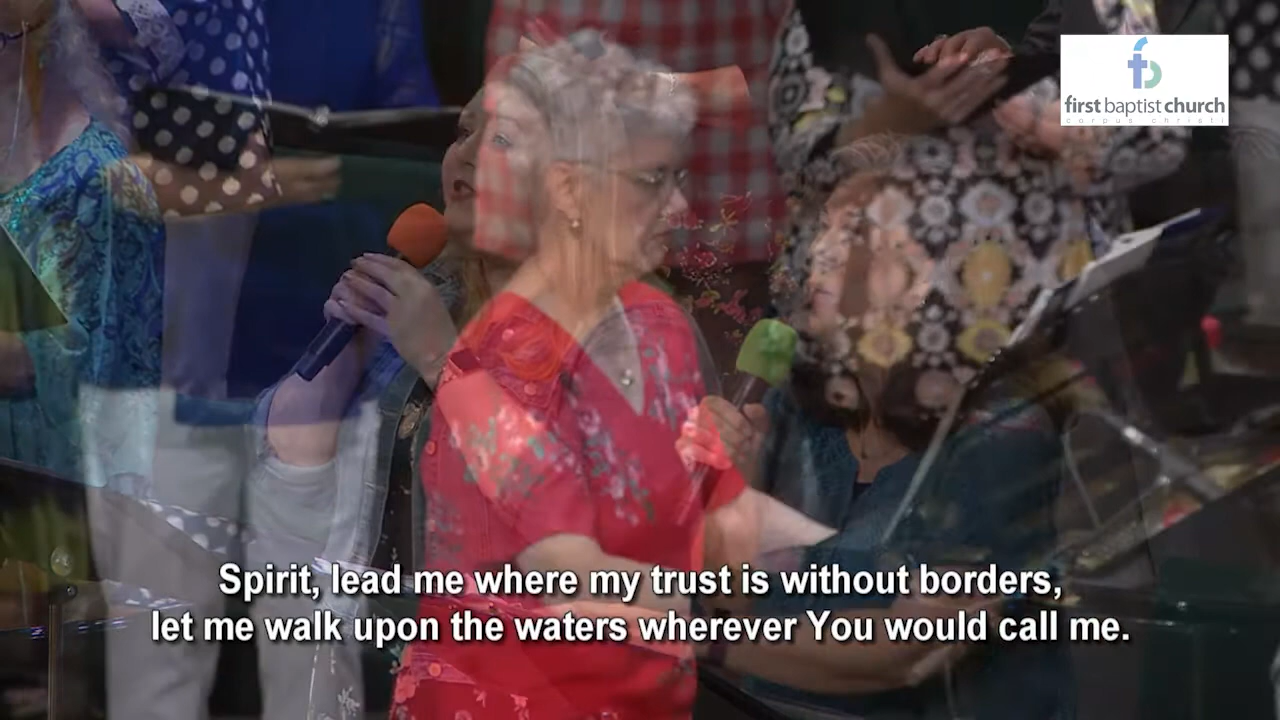 first baptist church
corpus christi
Spirit, lead me where my trust is without borders,
let me walk upon the waters wherever You would call me.